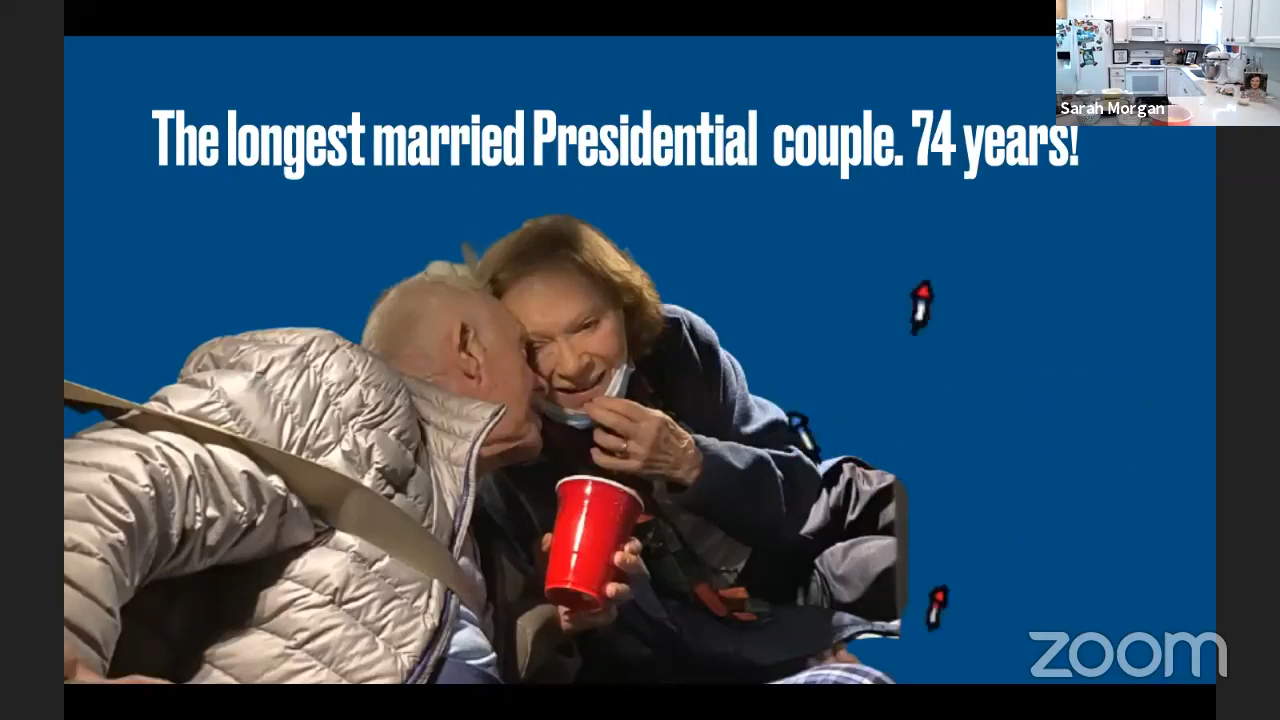 Sarah Morgan
The longest married Presidential couple. 74 years!
zoom